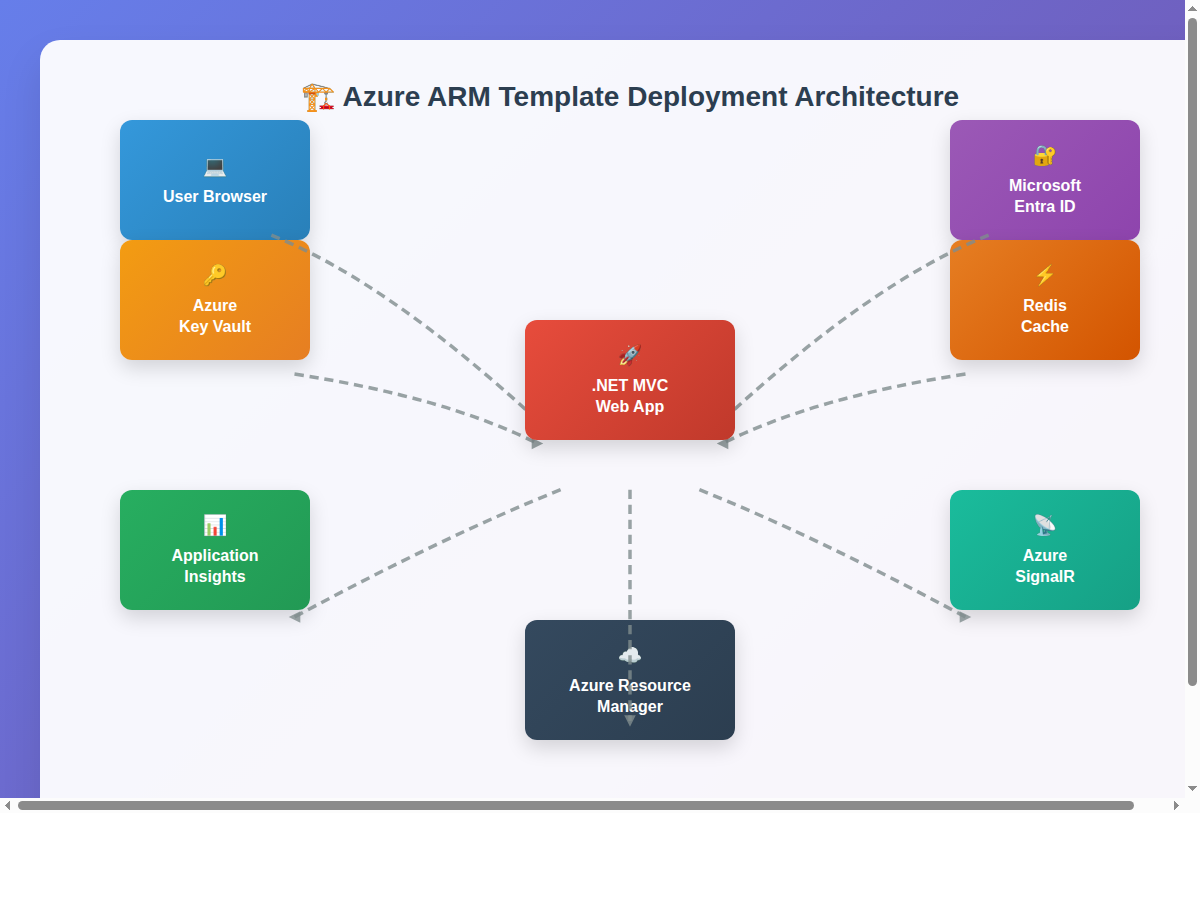 🏗️ Azure ARM Template Deployment Architecture
💻
User Browser
🔐
Microsoft
Entra ID
🔑
Azure
Key Vault
⚡
Redis
Cache
🚀
.NET MVC
Web App
📊
Application
Insights
📡
Azure
SignalR
☁️
Azure Resource
Manager